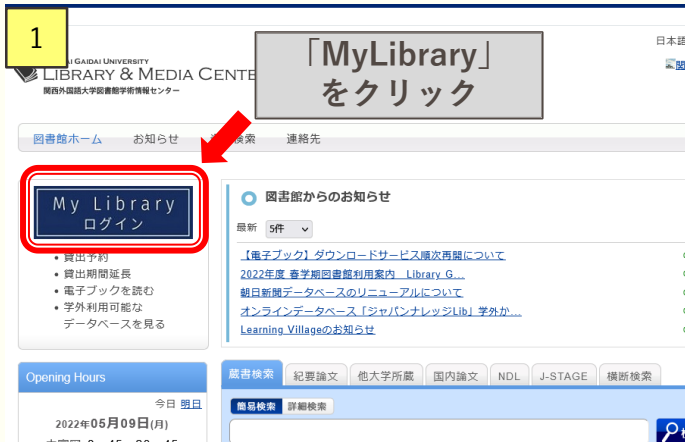 1
「MyLibrary」
をクリック
日本語
AI GAIDAI UNIVERSITY
LIBRARY & MEDIA CENTE
関西外国語大学図書館学術情報センター
図書館ホーム お知らせ 検索 連絡先
My Library
ログイン
• 貸出予約
• 貸出期間延長
• 電子ブックを読む
• 学外利用可能な
データベースを見る
図書館からのお知らせ
最新 5件
【電子ブック】ダウンロードサービス順次再開について
2022年度 春学期図書館利用案内 Library G...
朝日新聞データベースのリニューアルについて
オンラインデータベース「ジャパンナレッジLib」学外か...
Learning Villageのお知らせ
Opening Hours
今日 明日
2022年05月09日(月)
蔵書検索 紀要論文 他大学所蔵 国内論文 NDL J-STAGE 横断検索
簡易検索 詳細検索